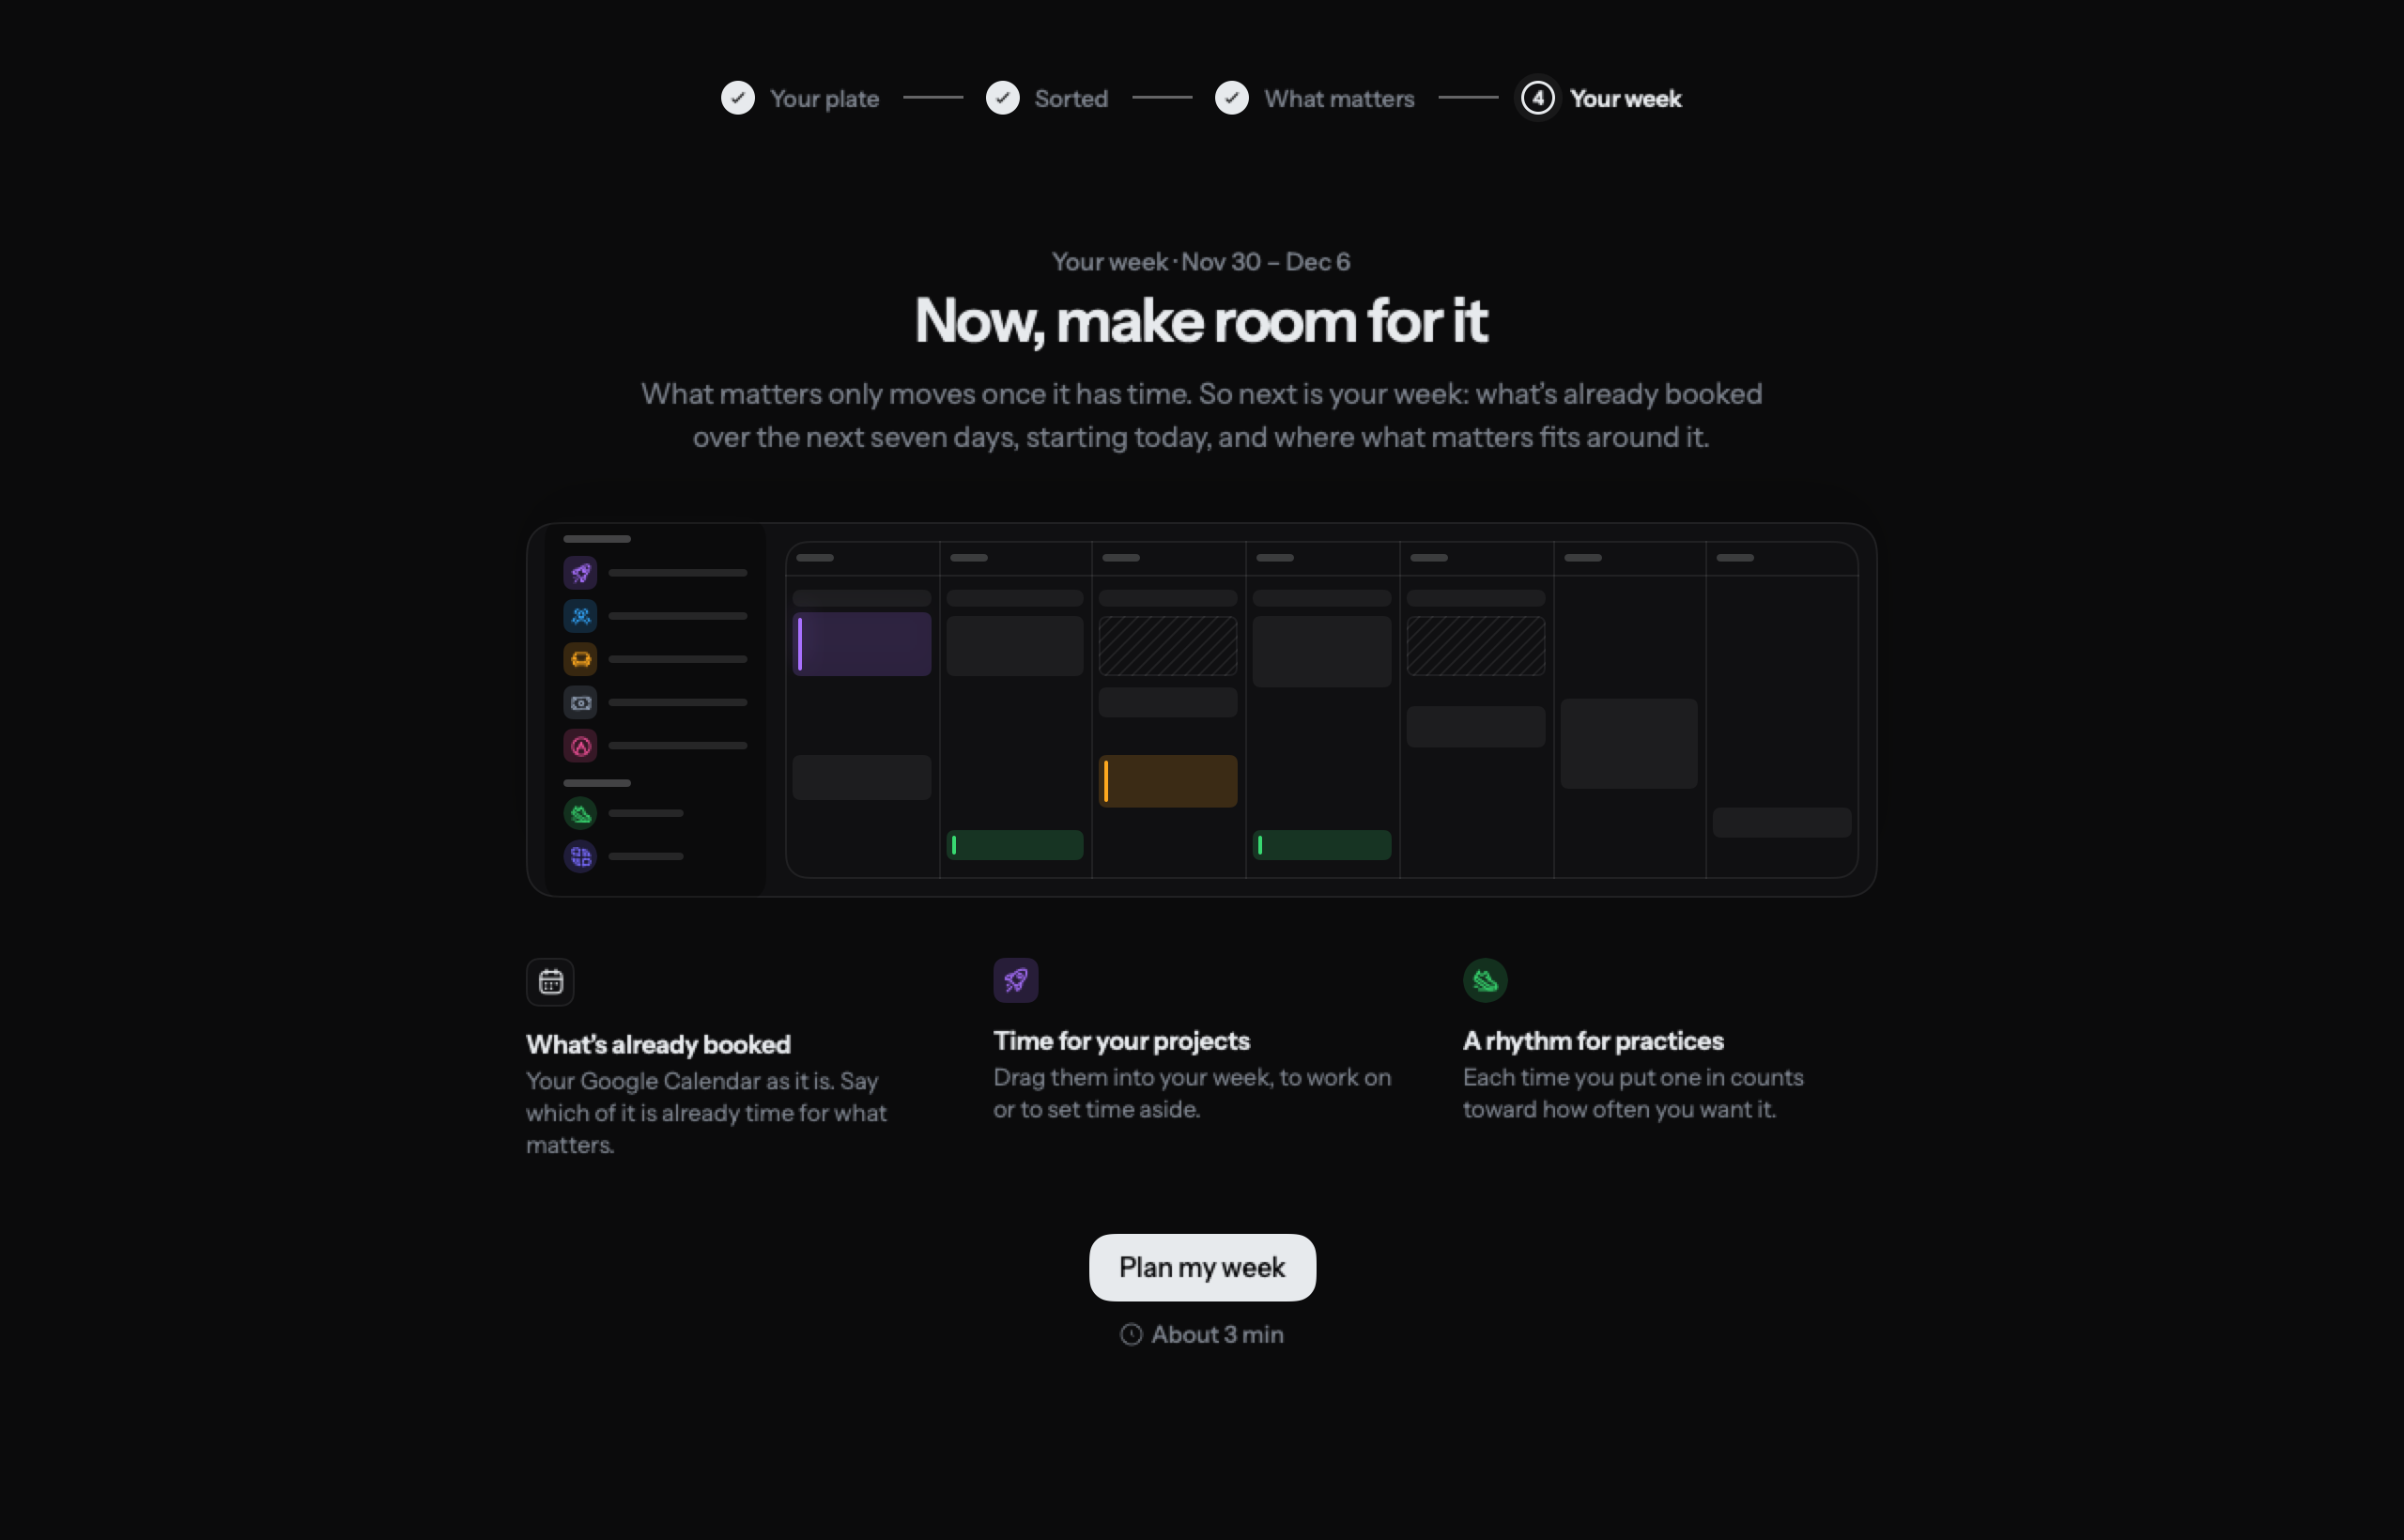 Your plate
Sorted
What matters
4 Your week
Your week · Nov 30 – Dec 6
Now, make room for it
What matters only moves once it has time. So next is your week: what’s already booked
over the next seven days, starting today, and where what matters fits around it.
What’s already booked
Your Google Calendar as it is. Say
which of it is already time for what
matters.
Time for your projects
Drag them into your week, to work on
or to set time aside.
A rhythm for practices
Each time you put one in counts
toward how often you want it.
Plan my week
About 3 min